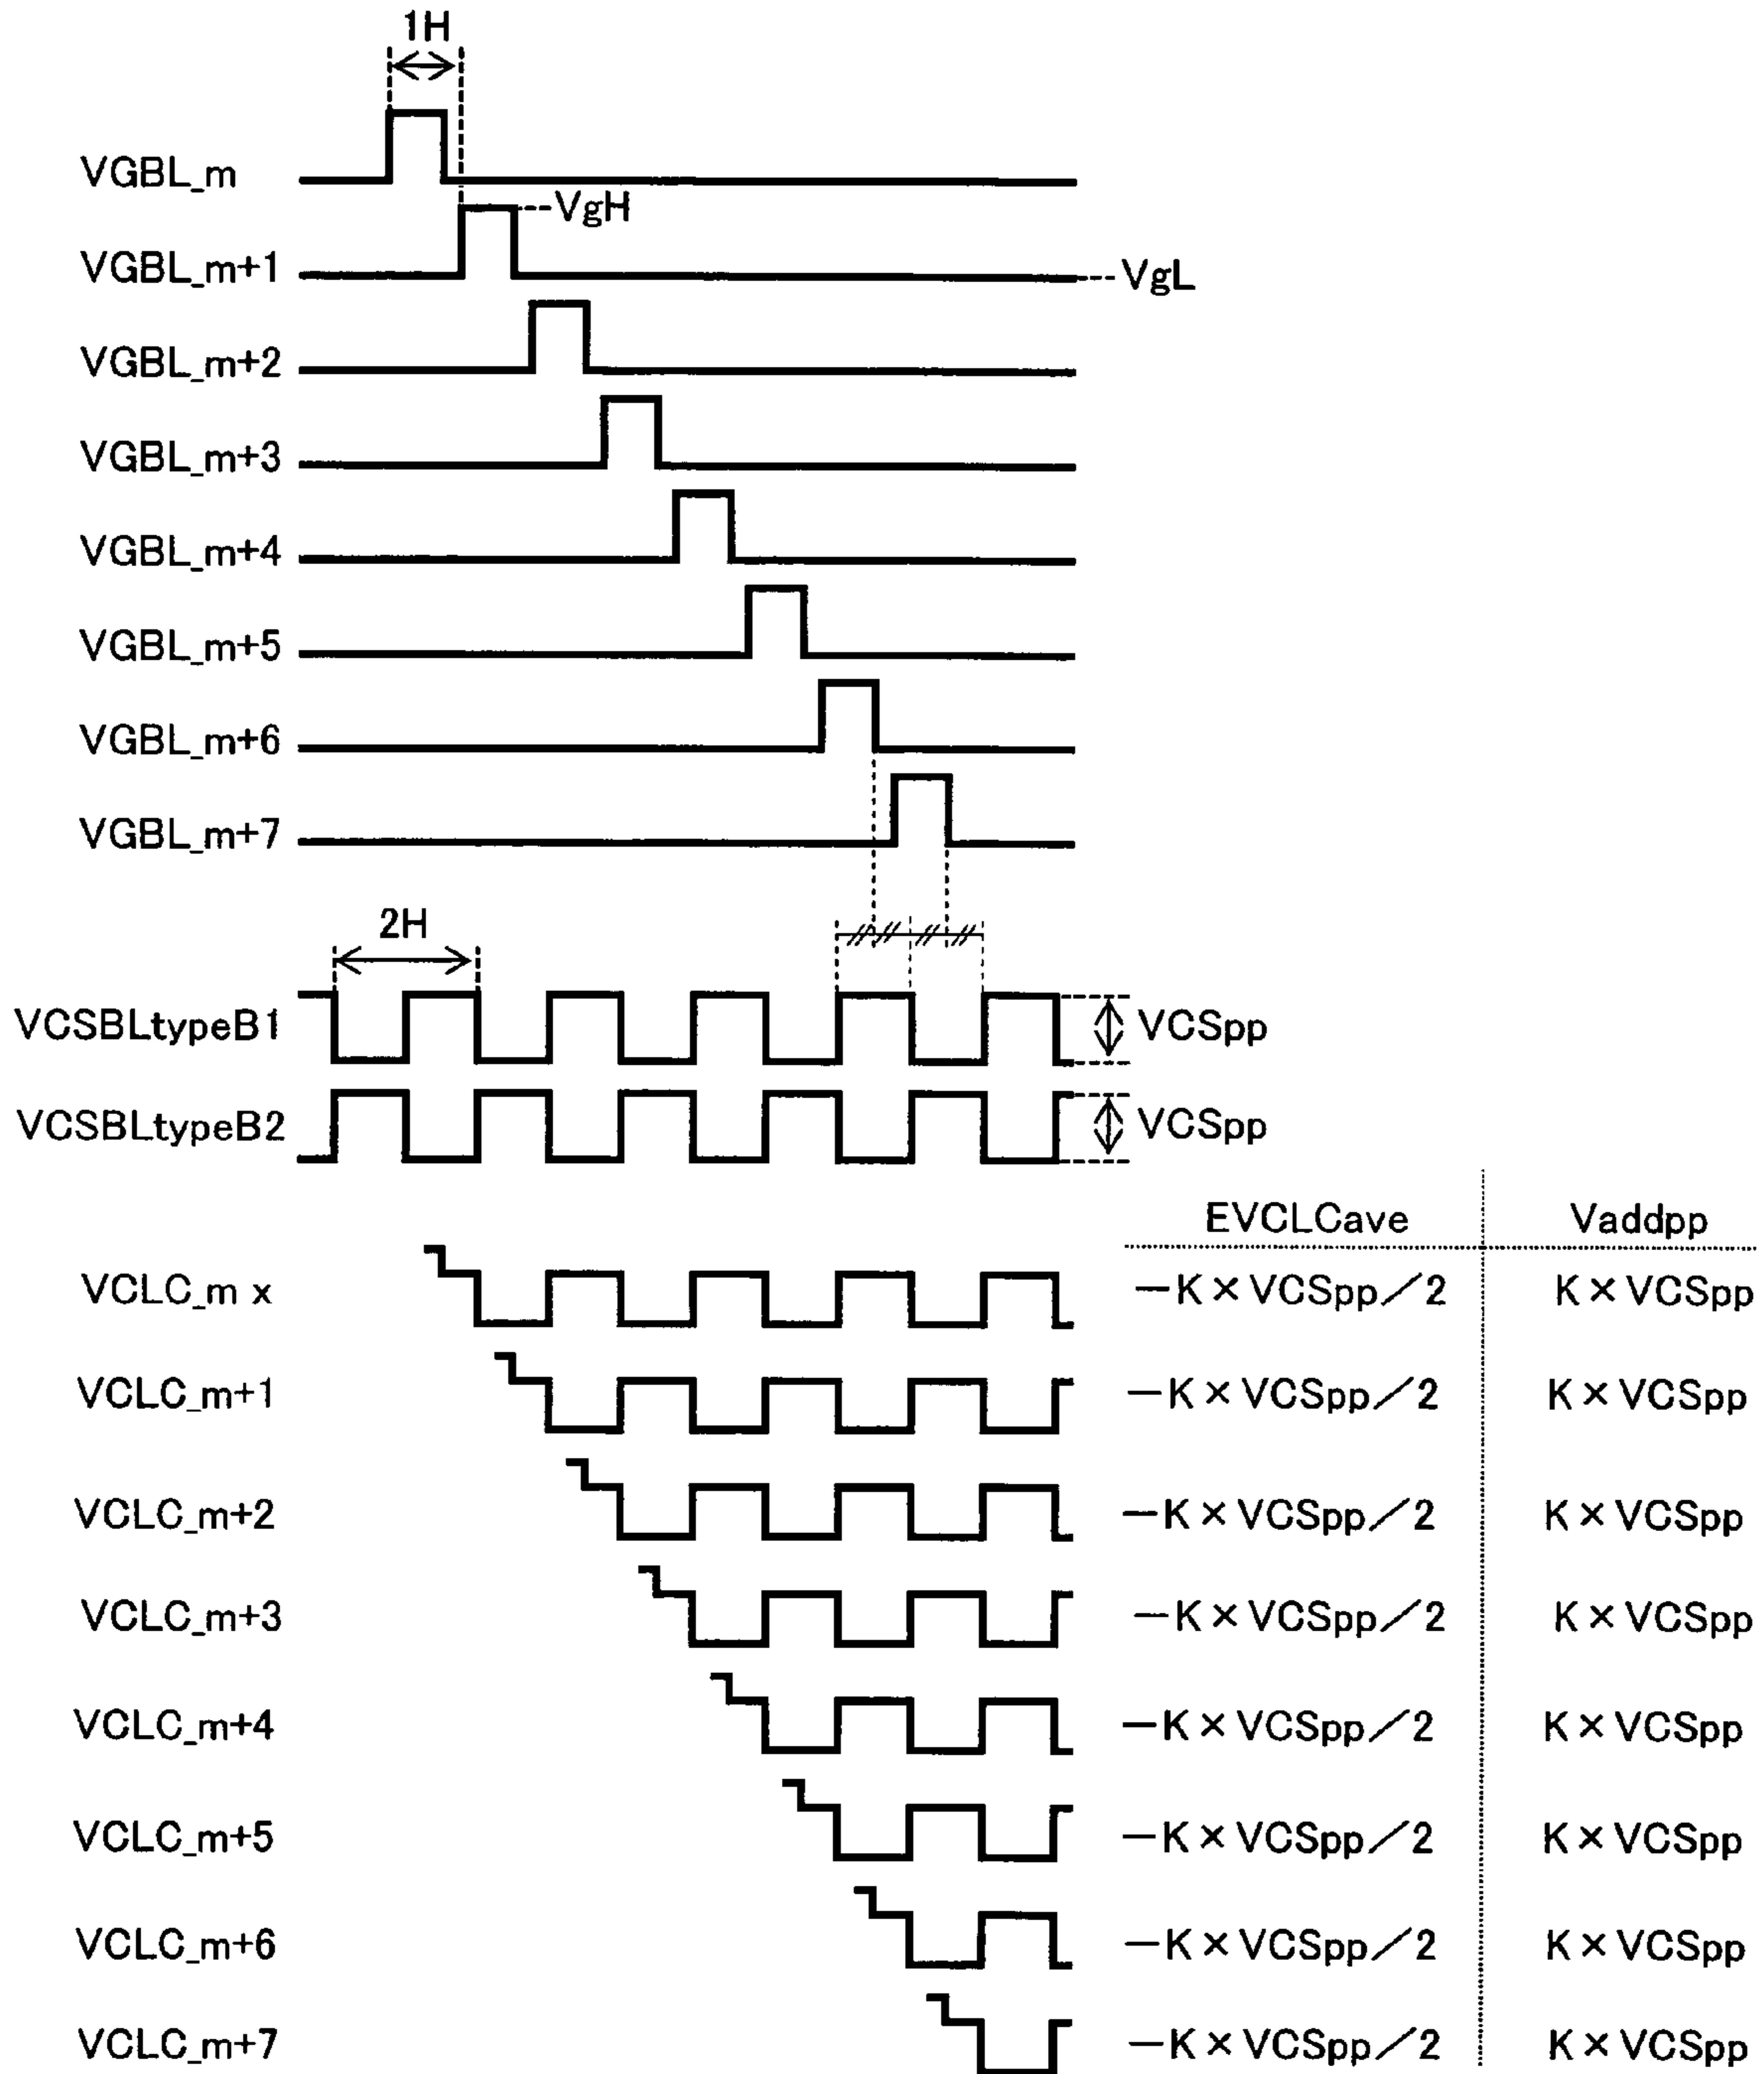 1H
VGBL_m
VgH
VGBL_m+1
VgL
VGBL_m+2
VGBL_m+3
VGBL_m+4
VGBL_m+5
VGBL_m+6
VGBL_m+7
2H
VCSBLtypeB1
VCSpp
VCSBLtypeB2
VCSpp
EVCLCave Vaddpp
VCLC_m x −K×VCSpp／2 K×VCSpp
VCLC_m+1 −K×VCSpp／2 K×VCSpp
VCLC_m+2 −K×VCSpp／2 K×VCSpp
VCLC_m+3 −K×VCSpp／2 K×VCSpp
VCLC_m+4 −K×VCSpp／2 K×VCSpp
VCLC_m+5 −K×VCSpp／2 K×VCSpp
VCLC_m+6 −K×VCSpp／2 K×VCSpp
VCLC_m+7 −K×VCSpp／2 K×VCSpp